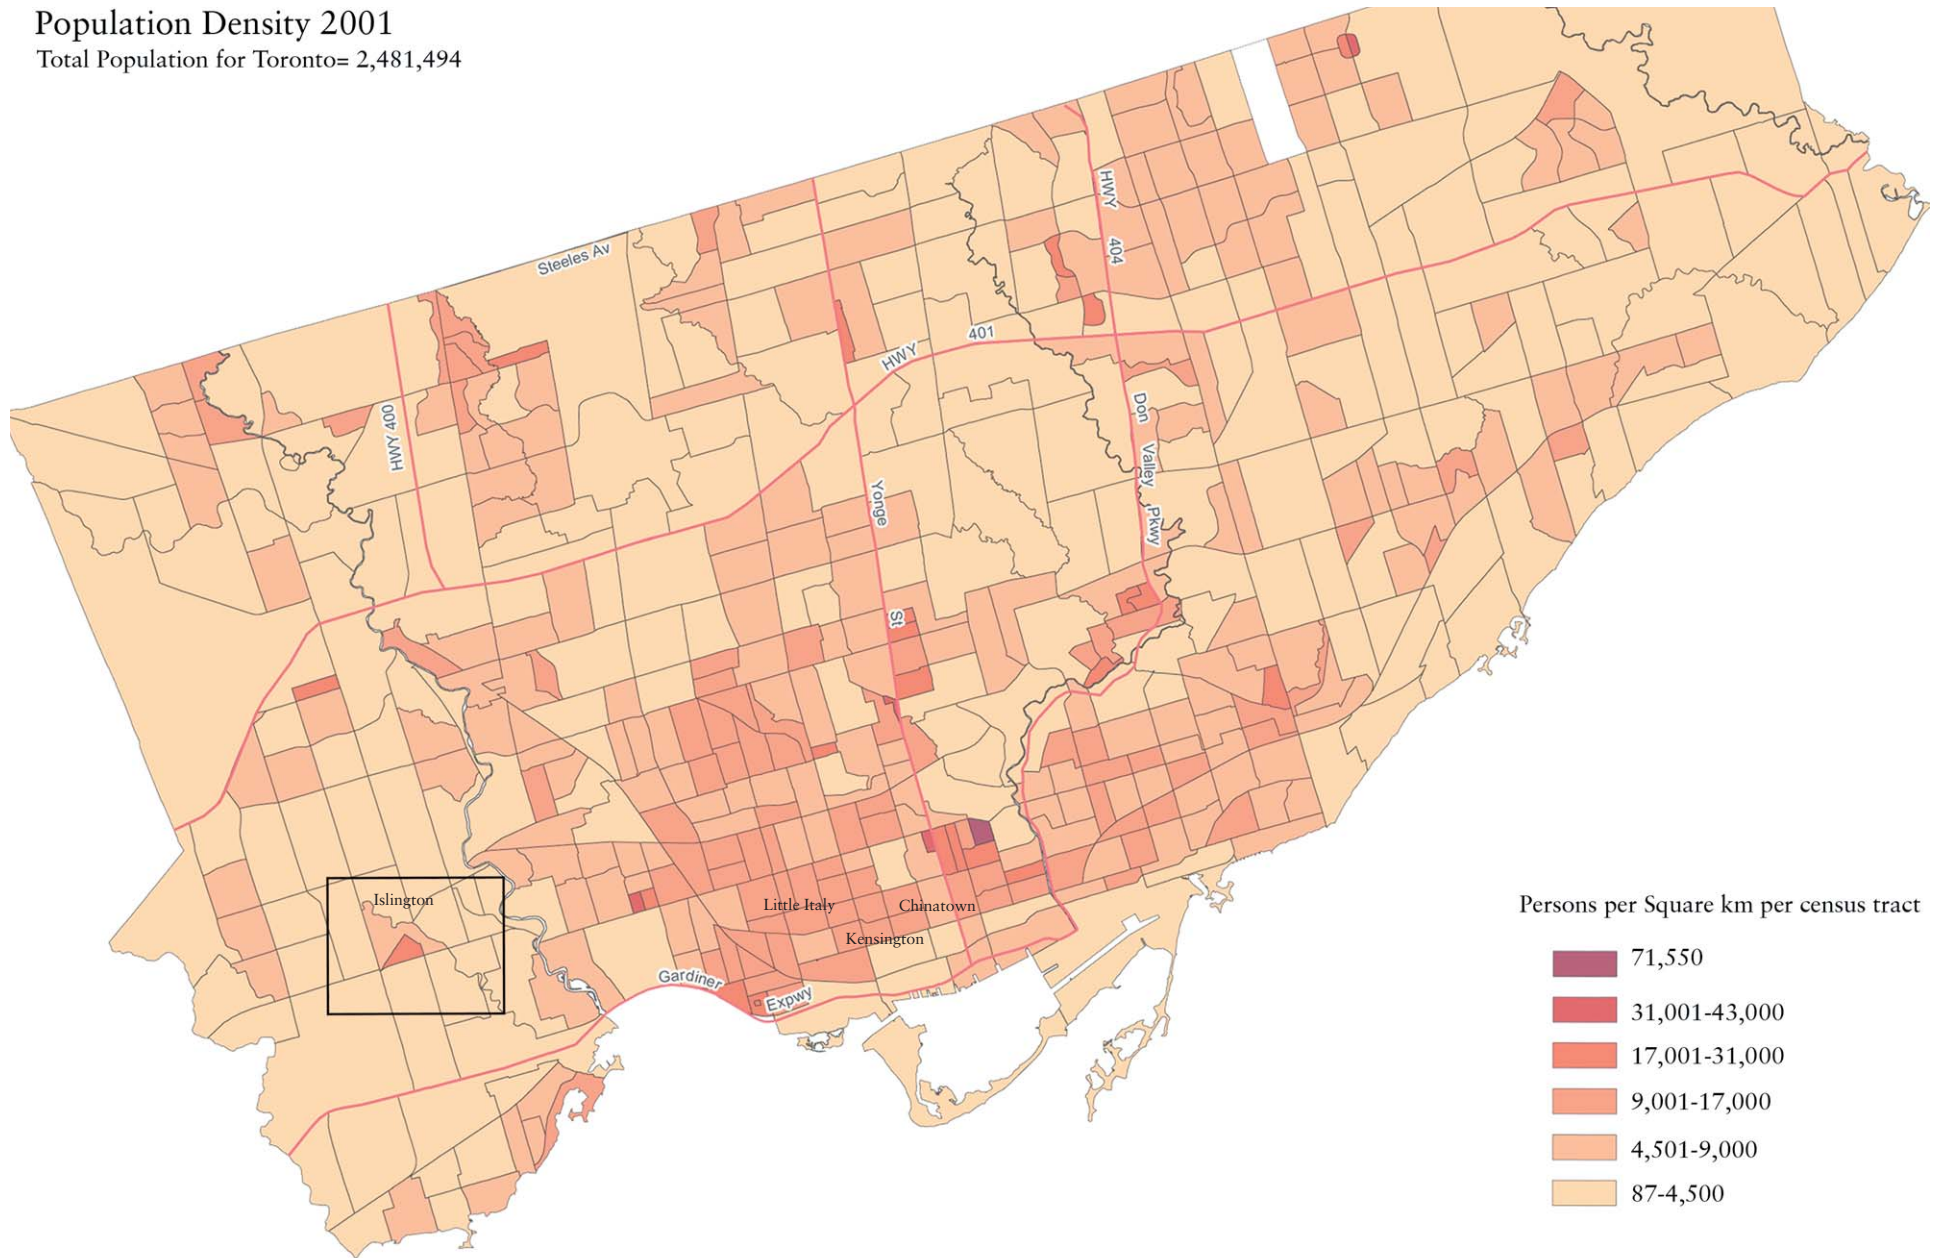 Population Density 2001
Total Population for Toronto= 2,481,494
Steeles Av
HWY
404
HWY
401
HWY 400
Don
Valley
Pkwy
Yonge
St
Islington
Little Italy
Chinatown
Kensington
Gardiner
Expwy
Persons per Square km per census tract
71,550
31,001-43,000
17,001-31,000
9,001-17,000
4,501-9,000
87-4,500